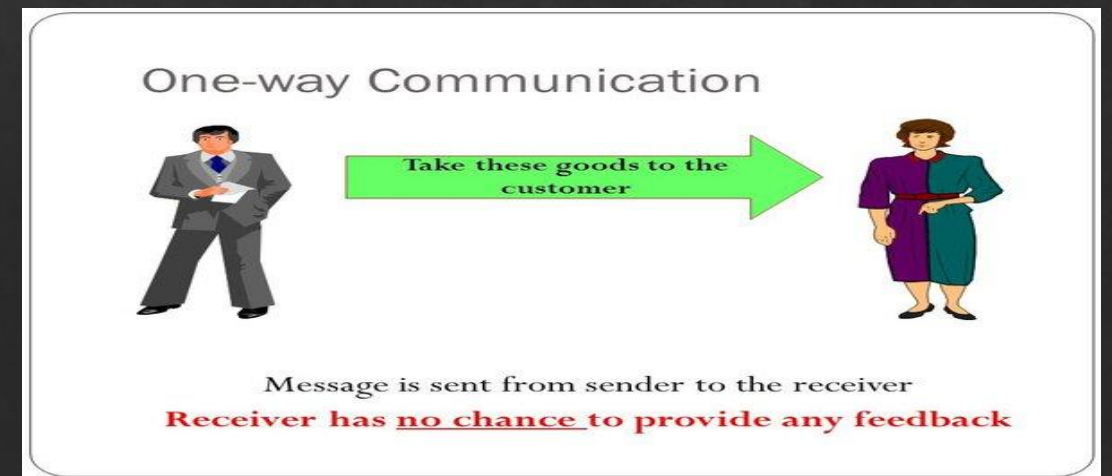 One-way Communication
Take these goods to the
customer
Message is sent from sender to the receiver
Receiver has no chance to provide any feedback